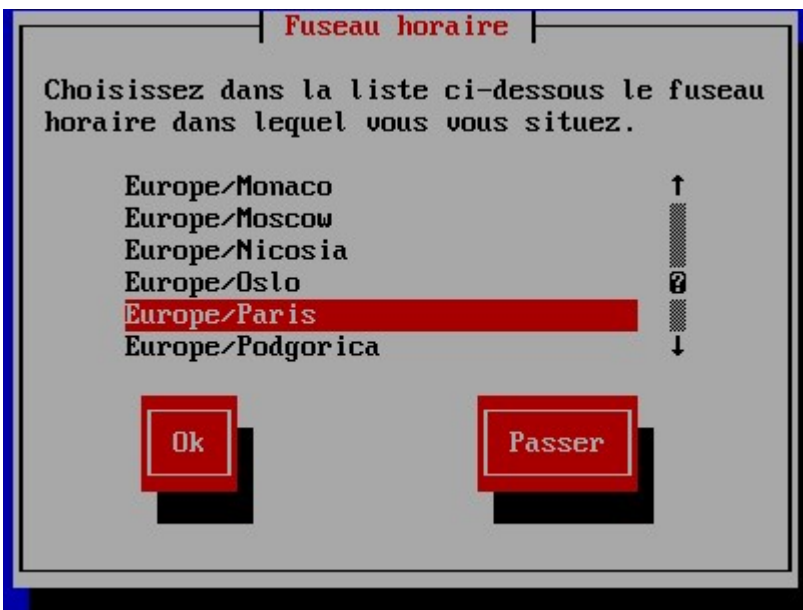 Fuseau horaire
Choisissez dans la liste ci-dessous le fuseau
horaire dans lequel vous vous situez.
Europe/Monaco
Europe/Moscow
Europe/Nicosia
Europe/Oslo
Europe/Paris
Europe/Podgorica
Ok
Passer